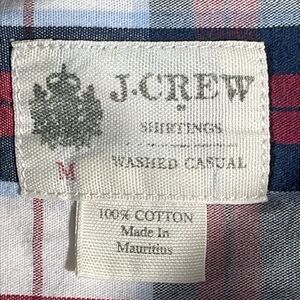 J.CREW
SHIRTINGS
M
WASHED CASUAL
100% COTTON
Made In
Mauritius